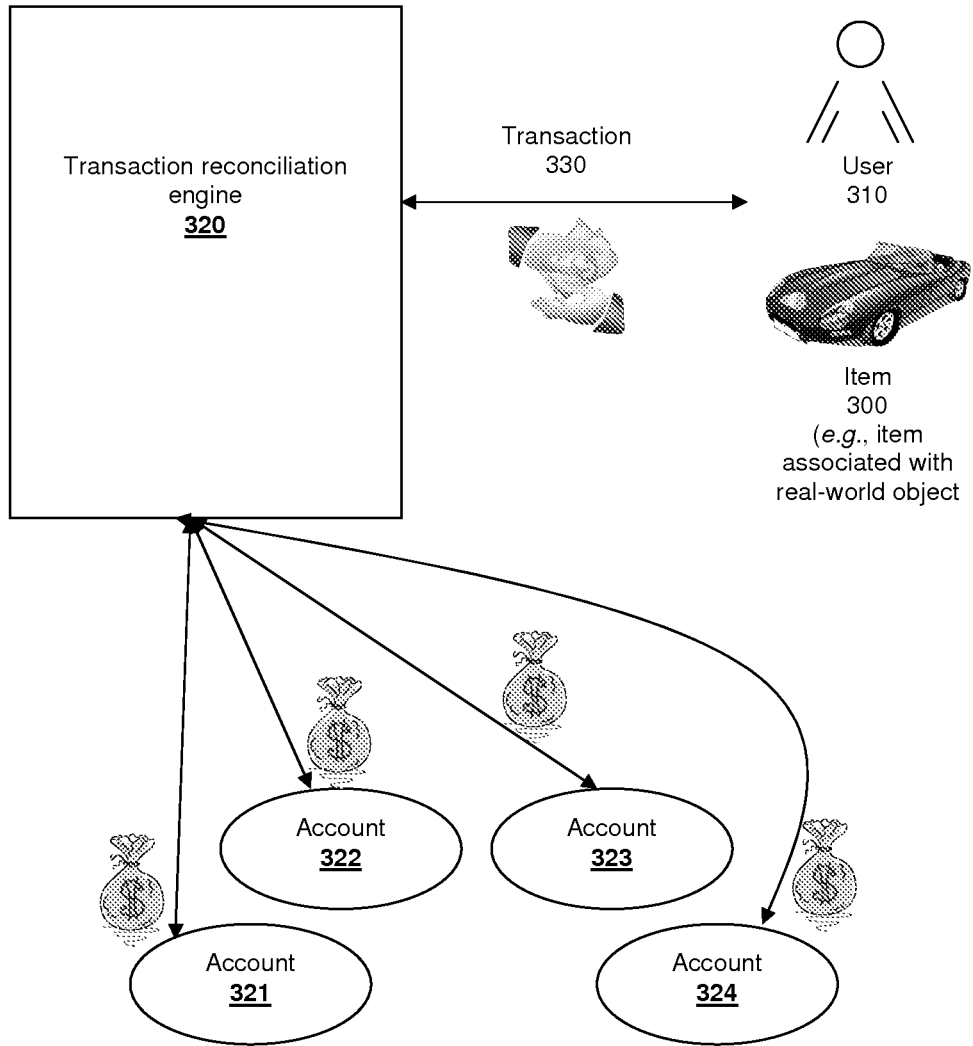 Transaction reconciliation
engine
320
Transaction
330
User
310
Item
300
(e.g., item
associated with
real-world object
$
$
$
$
Account
322
Account
323
Account
321
Account
324